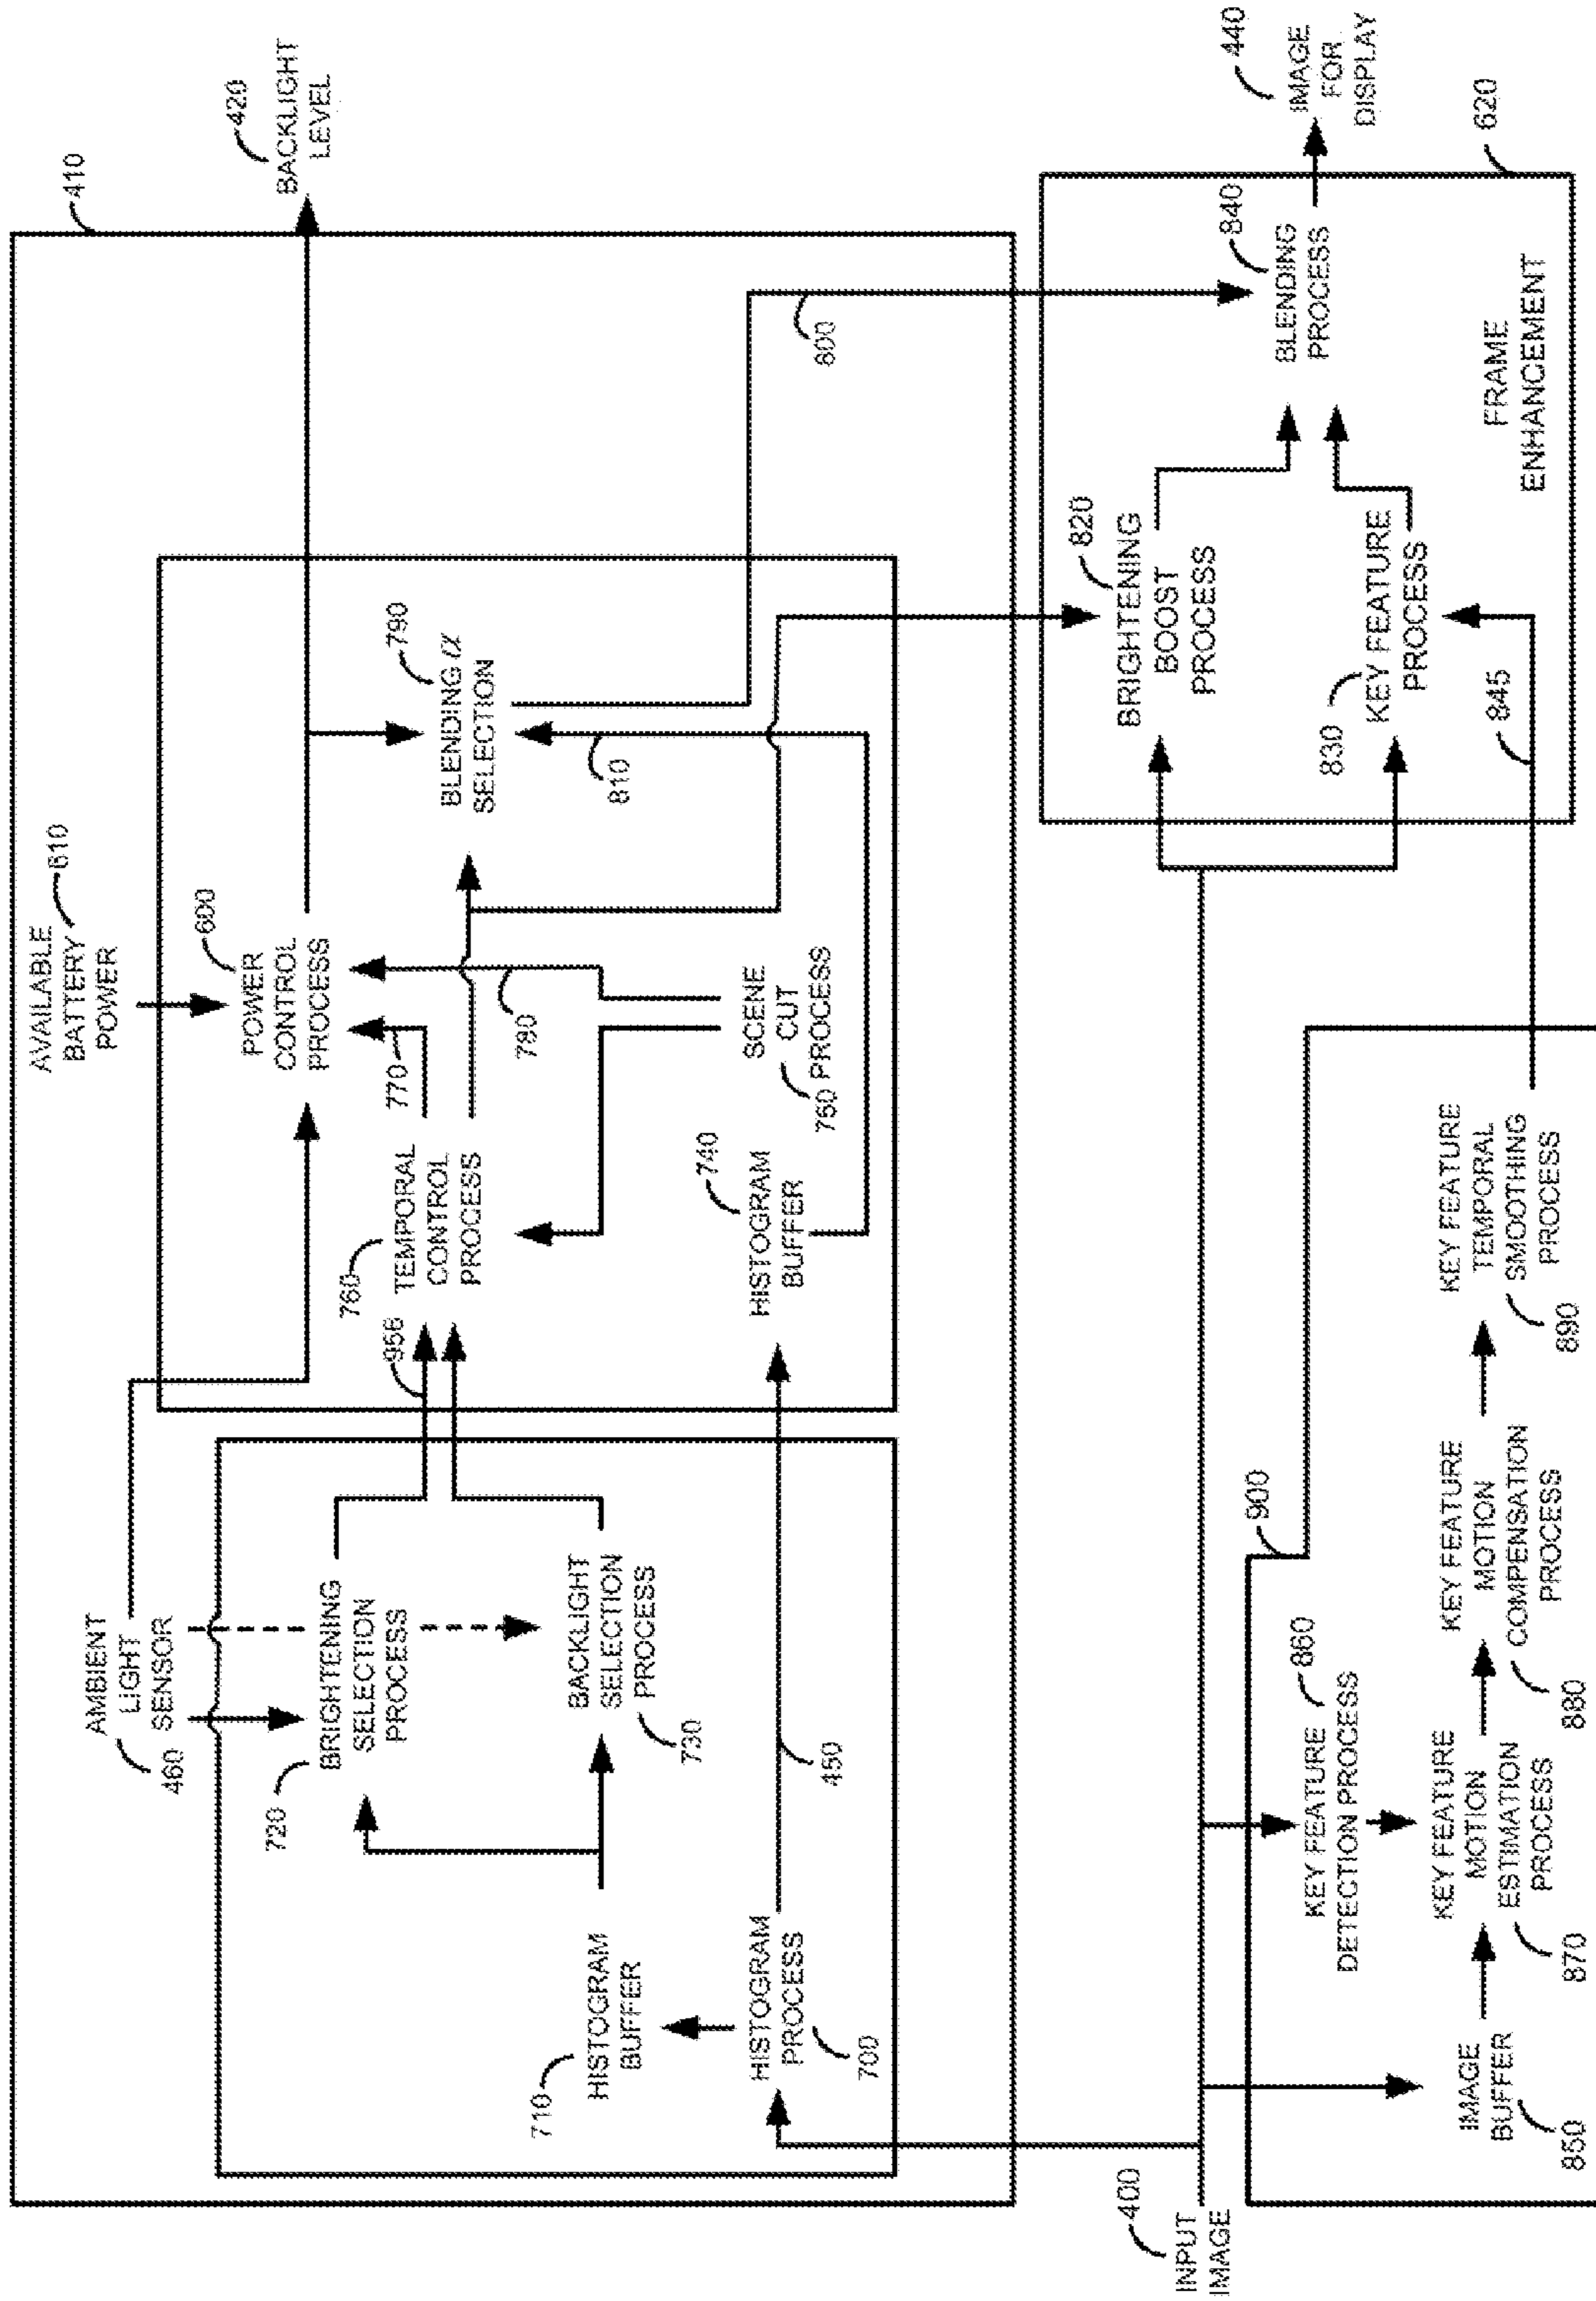 AVAILABLE
BATTERY
POWER
610
410
420
BACKLIGHT
LEVEL
AMBIENT
LIGHT
SENSOR
460
600
POWER
CONTROL
PROCESS
720
BRIGHTENING
SELECTION
PROCESS
956
760
TEMPORAL
CONTROL
PROCESS
770
780
790
BLENDING α
SELECTION
BACKLIGHT
SELECTION
PROCESS
730
810
800
710
HISTOGRAM
BUFFER
740
HISTOGRAM
BUFFER
SCENE
CUT
PROCESS
750
HISTOGRAM
PROCESS
700
450
400
INPUT
IMAGE
820
BRIGHTENING
BOOST
PROCESS
840
BLENDING
PROCESS
440
IMAGE
FOR
DISPLAY
830
KEY FEATURE
PROCESS
845
FRAME
ENHANCEMENT
620
900
860
KEY FEATURE
DETECTION PROCESS
IMAGE
BUFFER
850
KEY FEATURE
MOTION
ESTIMATION
PROCESS
870
KEY FEATURE
MOTION
COMPENSATION
PROCESS
880
KEY FEATURE
TEMPORAL
SMOOTHING
PROCESS
890